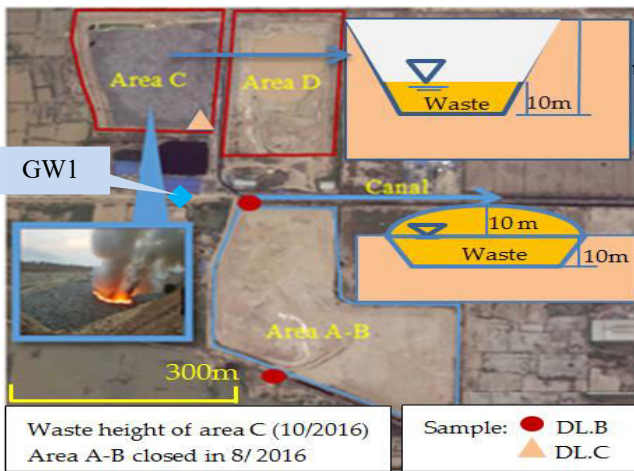 Area C
Area D
Waste
10m
GW1
Canal
10 m
Waste
10m
Area A-B
300m
Waste height of area C (10/2016)
Area A-B closed in 8/ 2016
Sample:
DL.B
DL.C